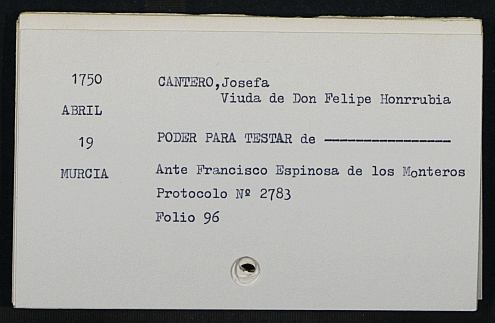 1750 CANTERO,Josefa
Viuda de Don Felipe Honrrubia
ABRIL
19 PODER PARA TESTAR de ----------------
MURCIA Ante Francisco Espinosa de los Monteros
Protocolo Nº 2783
Folio 96